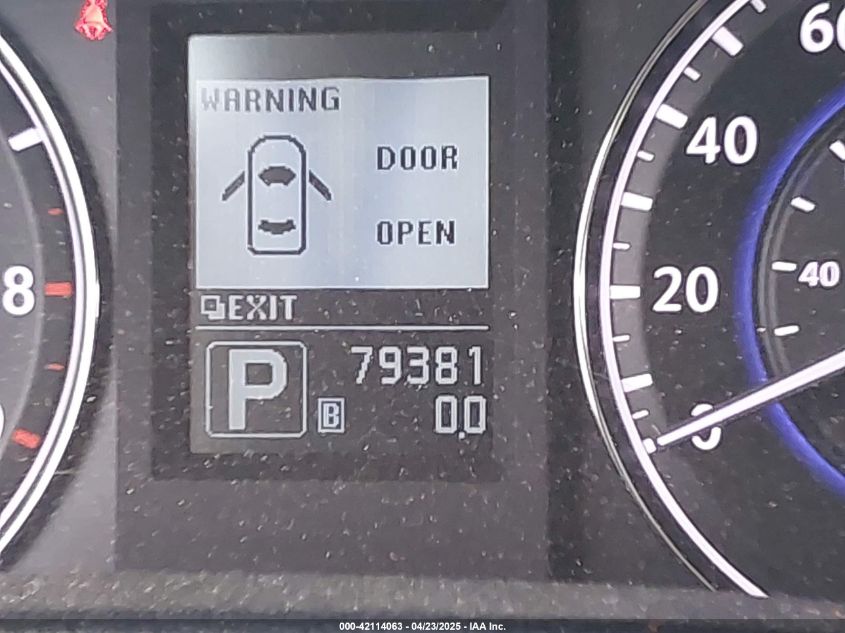 WARNING
DOOR
OPEN
EXIT
P
79381
B
0.0
8
60
40
20
0
40
000-42114063 - 04/23/2025 - IAA Inc.